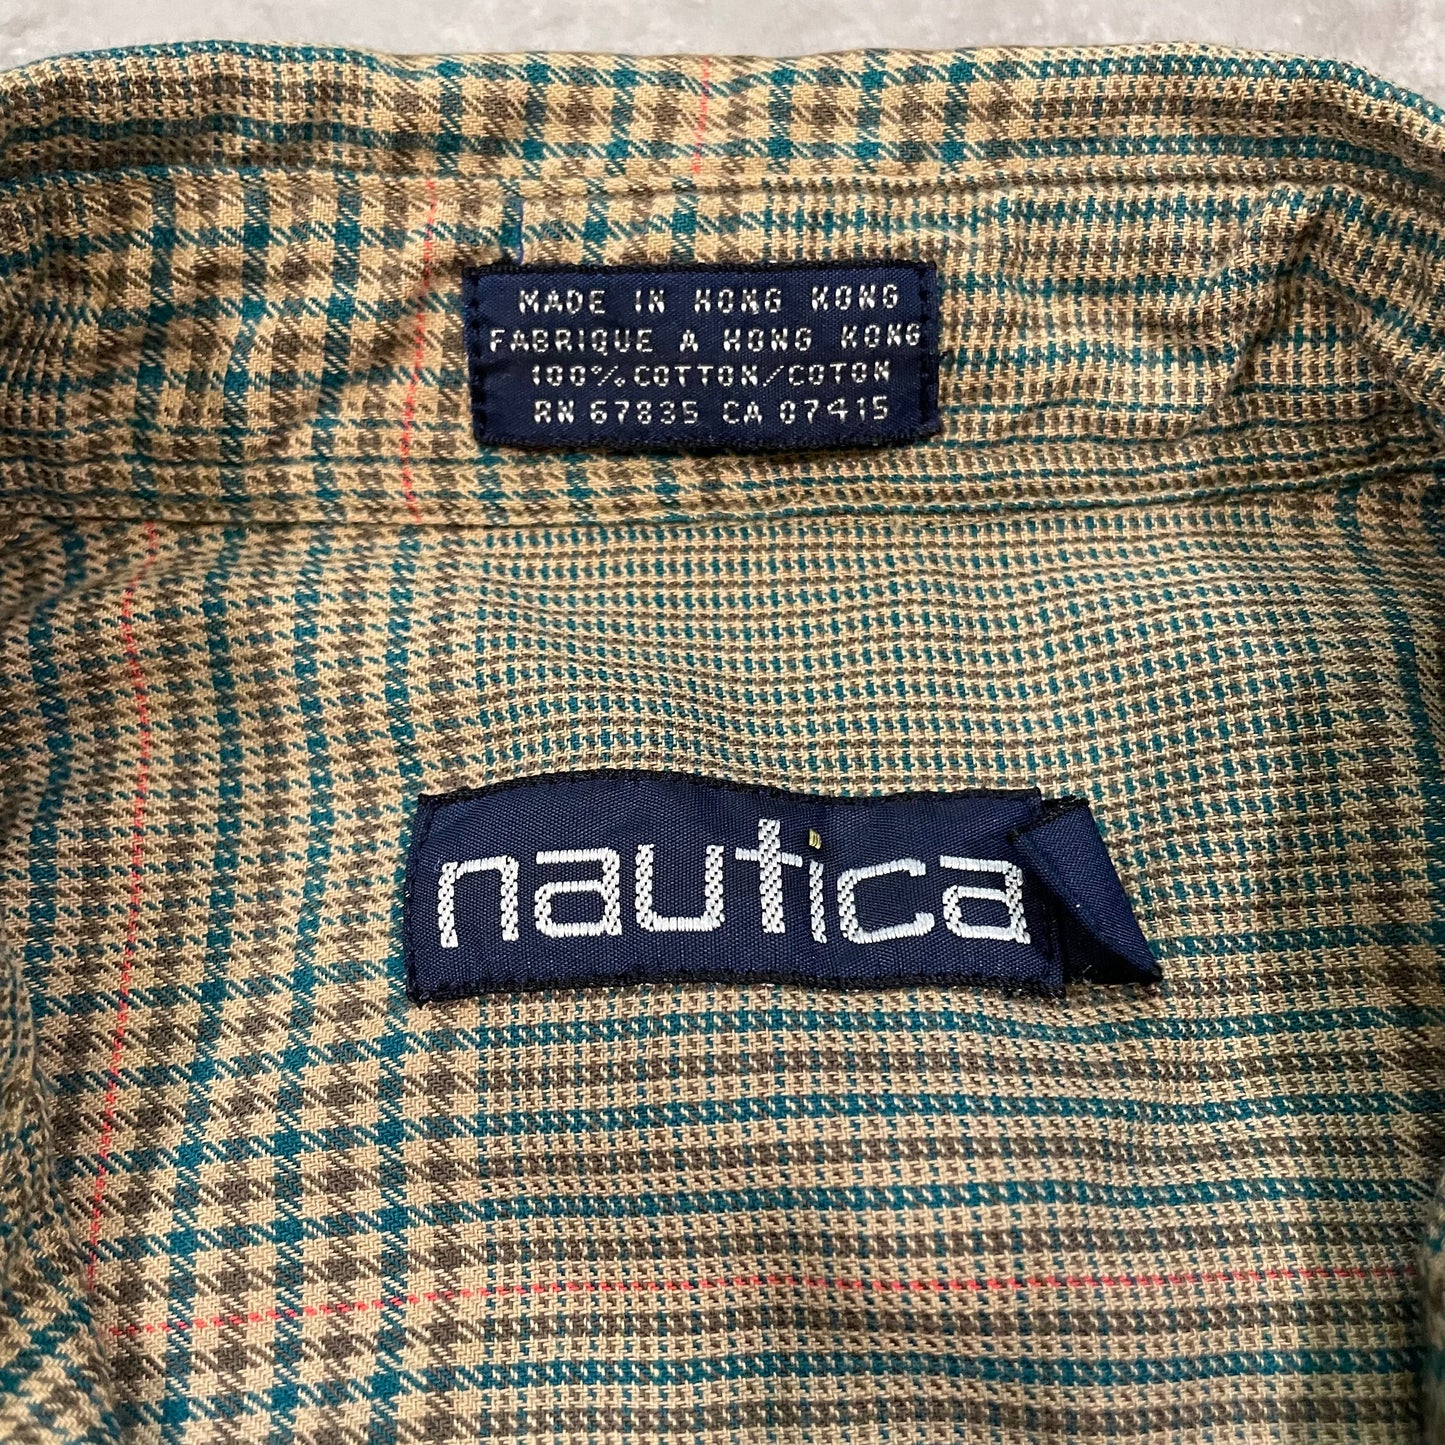 MADE IN HONG KONG
FABRIQUE A HONG KONG
100% COTTON/COTON
RN 67835 CA 07415
nautica